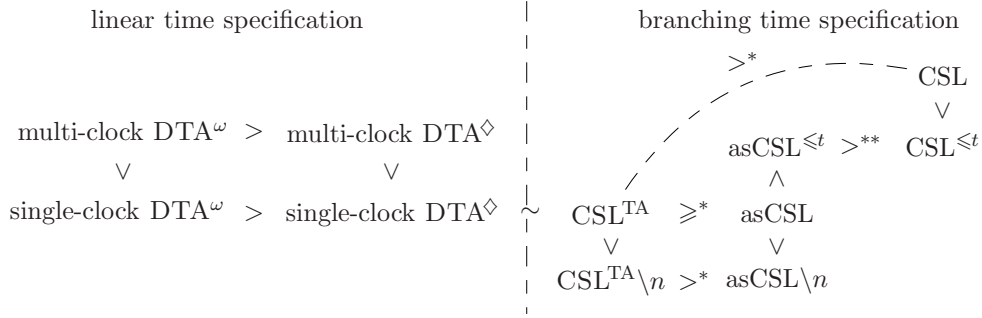 linear time specification branching time specification
>* CSL
∨
multi-clock DTA^ω > multi-clock DTA^◇ asCSL^⩽t >** CSL^⩽t
∨ ∨ ∧
single-clock DTA^ω > single-clock DTA^◇ ~ CSL^TA ⩾* asCSL
∨ ∨
CSL^TA\n >* asCSL\n